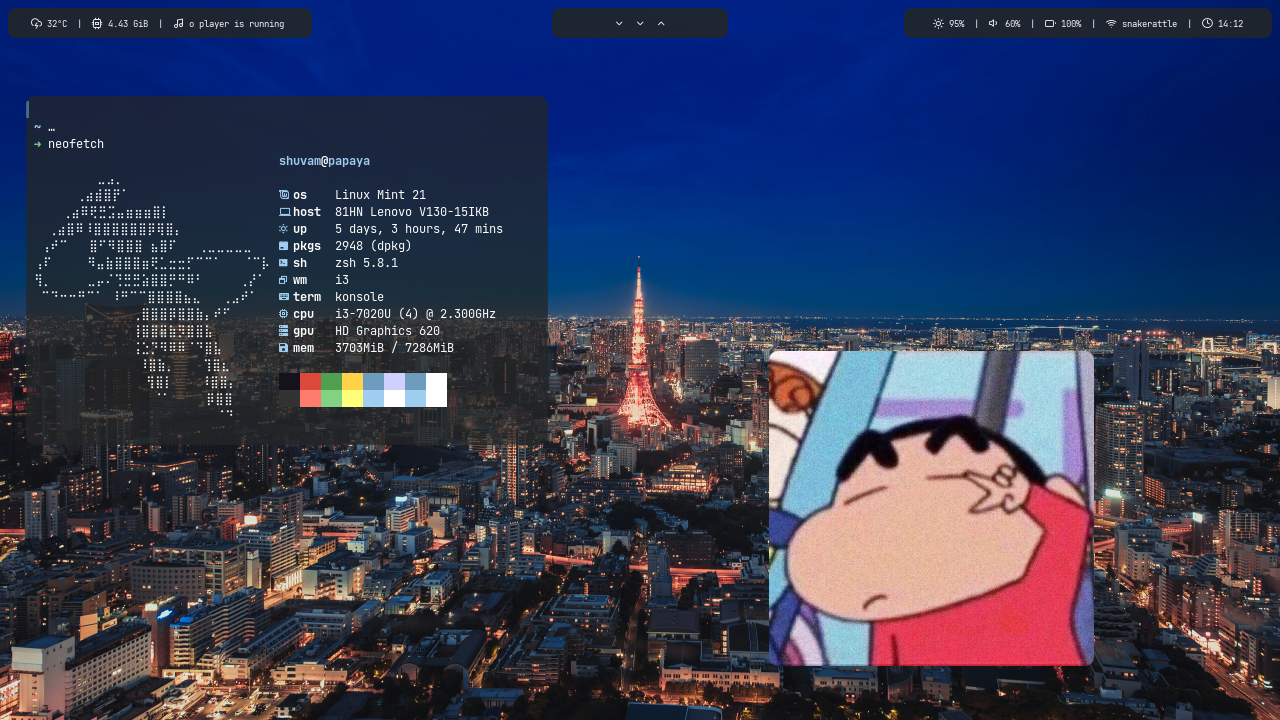 32°C | 4.43 GiB | o player is running
95% | 60% | 100% | snakerattle | 14:12
~ …
➜ neofetch
shuvam@papaya
os Linux Mint 21
host 81HN Lenovo V130-15IKB
up 5 days, 3 hours, 47 mins
pkgs 2948 (dpkg)
sh zsh 5.8.1
wm i3
term konsole
cpu i3-7020U (4) @ 2.300GHz
gpu HD Graphics 620
mem 3703MiB / 7286MiB